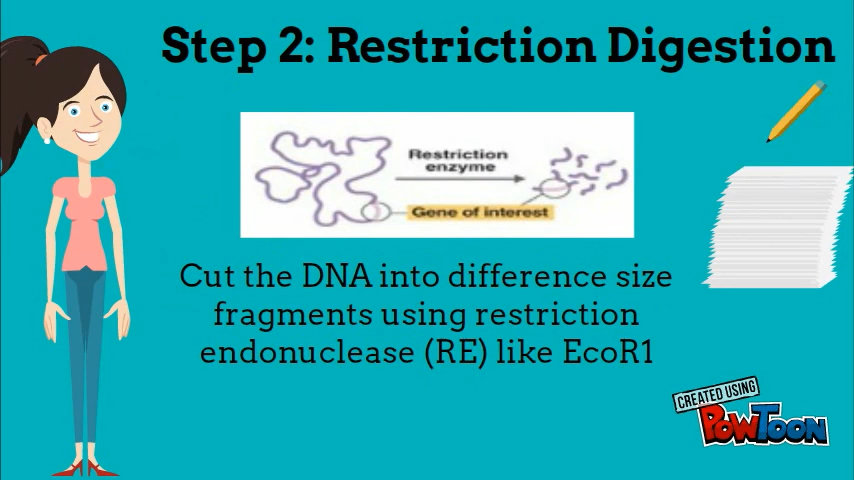 Step 2: Restriction Digestion
Restriction
enzyme
Gene of interest
Cut the DNA into difference size
fragments using restriction
endonuclease (RE) like EcoR1
CREATED USING
POWTOON